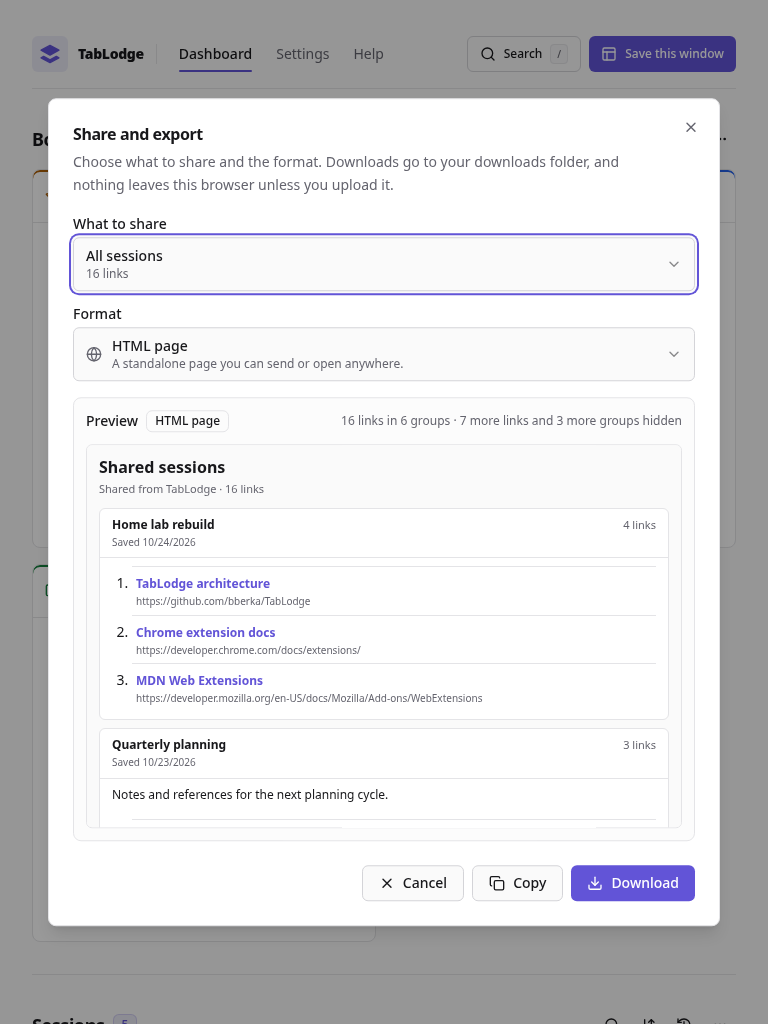 TabLodge
Dashboard
Settings
Help
Search /
Save this window
Share and export
Choose what to share and the format. Downloads go to your downloads folder, and
nothing leaves this browser unless you upload it.
What to share
All sessions
16 links
Format
HTML page
A standalone page you can send or open anywhere.
Preview HTML page 16 links in 6 groups · 7 more links and 3 more groups hidden
Shared sessions
Shared from TabLodge · 16 links
Home lab rebuild 4 links
Saved 10/24/2026
1. TabLodge architecture
https://github.com/bberka/TabLodge
2. Chrome extension docs
https://developer.chrome.com/docs/extensions/
3. MDN Web Extensions
https://developer.mozilla.org/en-US/docs/Mozilla/Add-ons/WebExtensions
Quarterly planning 3 links
Saved 10/23/2026
Notes and references for the next planning cycle.
Cancel
Copy
Download
Sessions 5